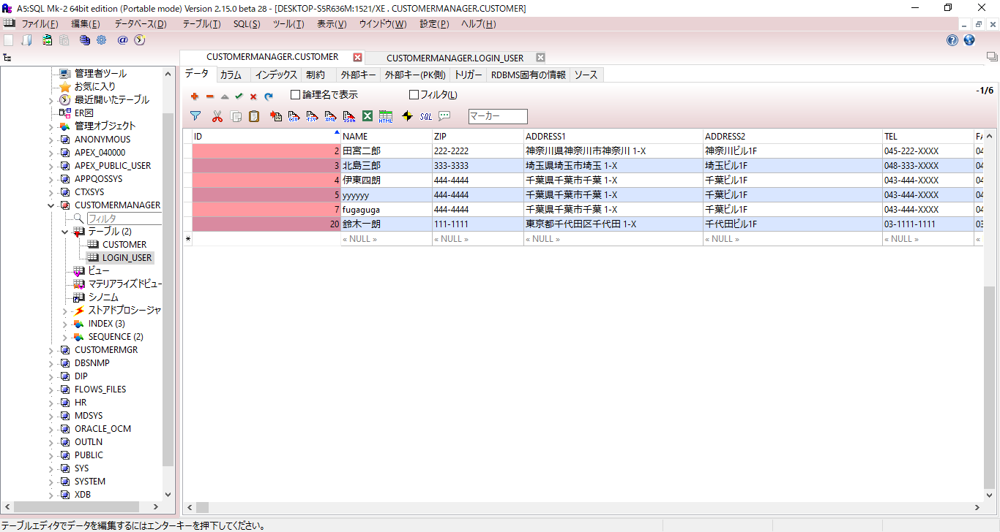 A5:SQL Mk-2 64bit edition (Portable mode) Version 2.15.0 beta 28 - [DESKTOP-S5R636M:1521/XE . CUSTOMERMANAGER.CUSTOMER]
ファイル(F) 編集(E) データベース(D) テーブル(T) SQL(S) ツール(T) 表示(V) ウインドウ(W) 設定(P) ヘルプ(H)
CUSTOMERMANAGER.CUSTOMER CUSTOMERMANAGER.LOGIN_USER
データ カラム インデックス 制約 外部キー 外部キー(PK側) トリガー RDBMS固有の情報 ソース
論理名で表示 フィルタ(L) -1/6
CSV TSV XML JSON HTML SQL マーカー
ID NAME ZIP ADDRESS1 ADDRESS2 TEL FA
2 田宮二郎 222-2222 神奈川県神奈川市神奈川 1-X 神奈川ビル1F 045-222-XXXX 04
3 北島三郎 333-3333 埼玉県埼玉市埼玉 1-X 埼玉ビル1F 048-333-XXXX 04
4 伊東四朗 444-4444 千葉県千葉市千葉 1-X 千葉ビル1F 043-444-XXXX 04
5 yyyyyy 444-4444 千葉県千葉市千葉 1-X 千葉ビル1F 043-444-XXXX 04
7 fugaguga 444-4444 千葉県千葉市千葉 1-X 千葉ビル1F 043-444-XXXX 04
20 鈴木一朗 111-1111 東京都千代田区千代田 1-X 千代田ビル1F 03-1111-1111 03
* « NULL » « NULL » « NULL » « NULL » « NULL » «
管理者ツール
お気に入り
最近開いたテーブル
ER図
管理オブジェクト
ANONYMOUS
APEX_040000
APEX_PUBLIC_USER
APPQOSSYS
CTXSYS
CUSTOMERMANAGER
フィルタ
テーブル (2)
CUSTOMER
LOGIN_USER
ビュー
マテリアライズドビュー
シノニム
ストアドプロシージャ
INDEX (3)
SEQUENCE (2)
CUSTOMERMGR
DBSNMP
DIP
FLOWS_FILES
HR
MDSYS
ORACLE_OCM
OUTLN
PUBLIC
SYS
SYSTEM
XDB
テーブルエディタでデータを編集するにはエンターキーを押下してください。